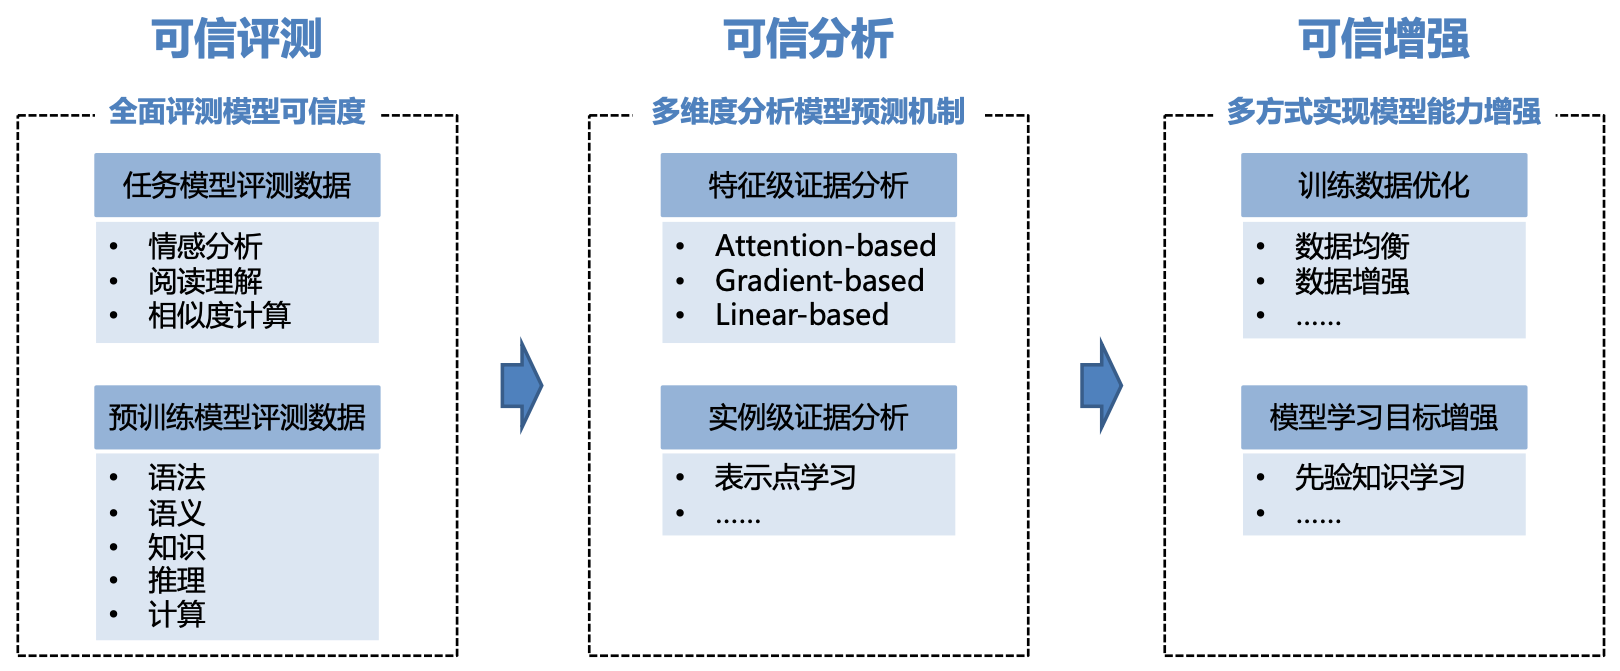 可信评测
全面评测模型可信度
任务模型评测数据
• 情感分析
• 阅读理解
• 相似度计算
预训练模型评测数据
• 语法
• 语义
• 知识
• 推理
• 计算
可信分析
多维度分析模型预测机制
特征级证据分析
• Attention-based
• Gradient-based
• Linear-based
实例级证据分析
• 表示点学习
• ......
可信增强
多方式实现模型能力增强
训练数据优化
• 数据均衡
• 数据增强
• ......
模型学习目标增强
• 先验知识学习
• ......